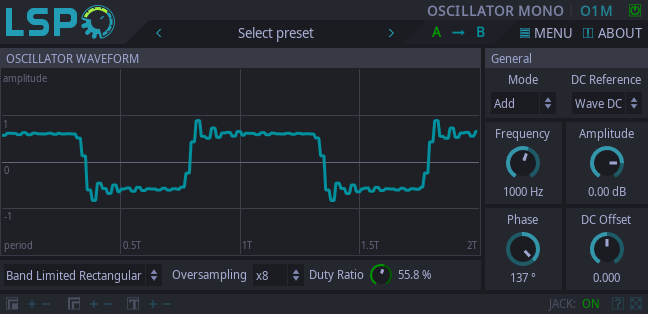 LSP
OSCILLATOR MONO O1M
Select preset
A → B
MENU
ABOUT
OSCILLATOR WAVEFORM
amplitude
1
0
-1
period
0.5T
1T
1.5T
2T
General
Mode
DC Reference
Add
Wave DC
Frequency
Amplitude
1000 Hz
0.00 dB
Phase
DC Offset
137 °
0.000
Band Limited Rectangular
Oversampling
x8
Duty Ratio
55.8 %
JACK: ON